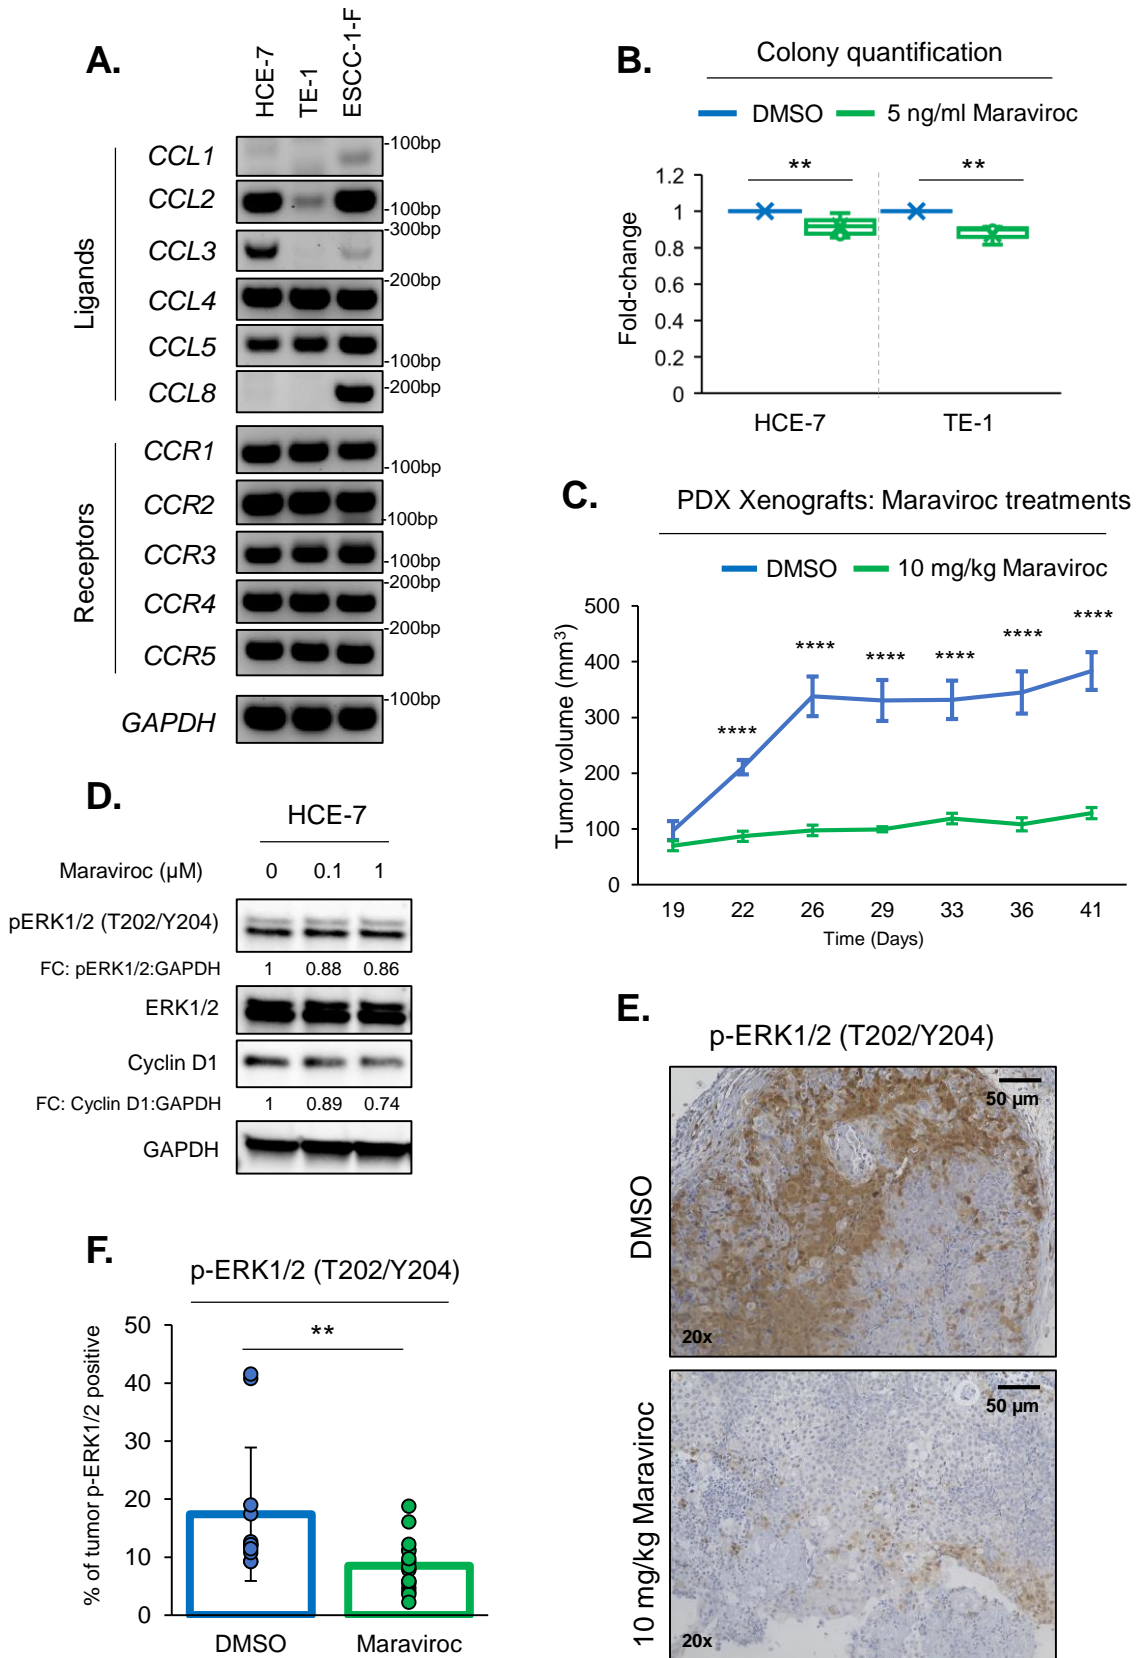 A.
HCE-7
TE-1
ESCC-1-F
Ligands
CCL1
-100bp
CCL2
-100bp
CCL3
-300bp
CCL4
-200bp
CCL5
-100bp
CCL8
-200bp
Receptors
CCR1
-100bp
CCR2
-100bp
CCR3
-100bp
CCR4
-200bp
CCR5
-200bp
GAPDH
-100bp
B.
Colony quantification
DMSO 5 ng/ml Maraviroc
Fold-change
1.2
1
0.8
0.6
0.4
0.2
0
** **
HCE-7 TE-1
C.
PDX Xenografts: Maraviroc treatments
DMSO 10 mg/kg Maraviroc
Tumor volume (mm³)
500
400
300
200
100
0
**** **** **** **** **** ****
19 22 26 29 33 36 41
Time (Days)
D.
HCE-7
Maraviroc (µM) 0 0.1 1
pERK1/2 (T202/Y204)
FC: pERK1/2:GAPDH 1 0.88 0.86
ERK1/2
Cyclin D1
FC: Cyclin D1:GAPDH 1 0.89 0.74
GAPDH
E.
p-ERK1/2 (T202/Y204)
DMSO
50 µm
20x
10 mg/kg Maraviroc
50 µm
20x
F.
p-ERK1/2 (T202/Y204)
% of tumor p-ERK1/2 positive
50
40
30
20
10
0
**
DMSO Maraviroc